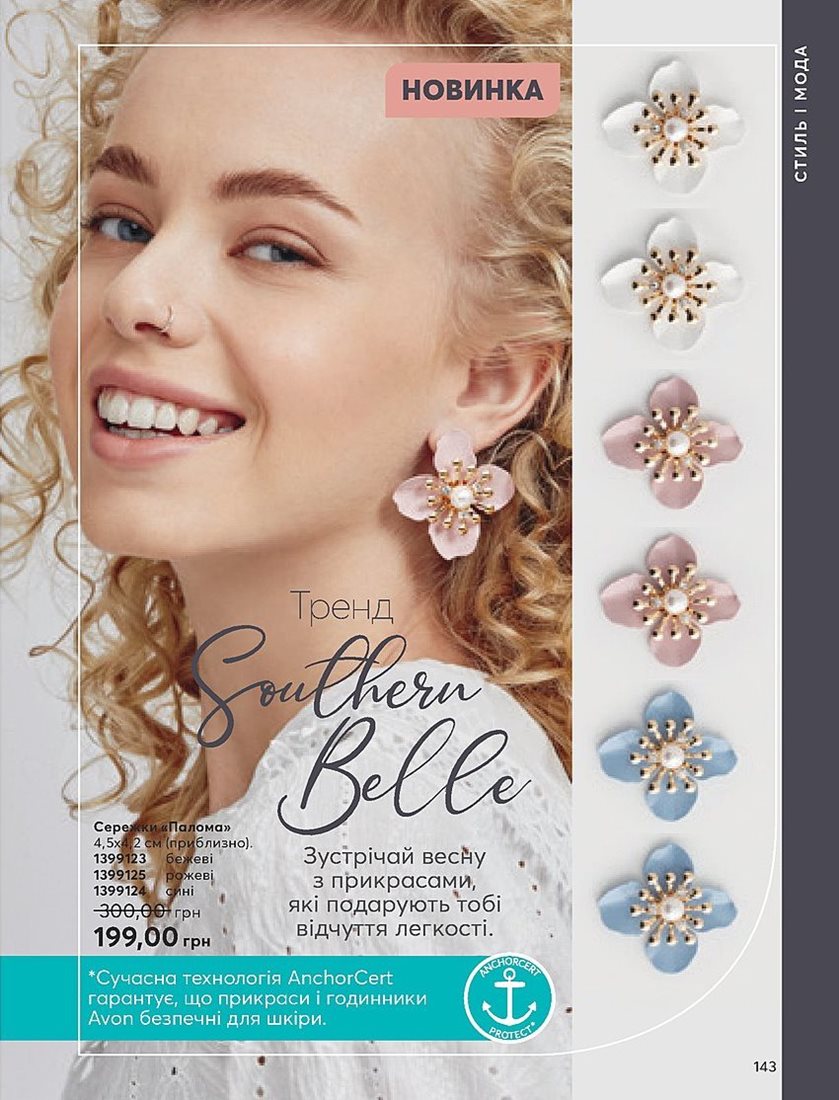 НОВИНКА
СТИЛЬ | МОДА
Тренд
Southern
Belle
Сережки «Палома»
4,5х4,2 см (приблизно).
1399123 бежеві
1399125 рожеві
1399124 сині
300,00 грн
199,00 грн
Зустрічай весну
з прикрасами,
які подарують тобі
відчуття легкості.
*Сучасна технологія AnchorCert
гарантує, що прикраси і годинники
Avon безпечні для шкіри.
ANCHORCERT
PROTECT*
143